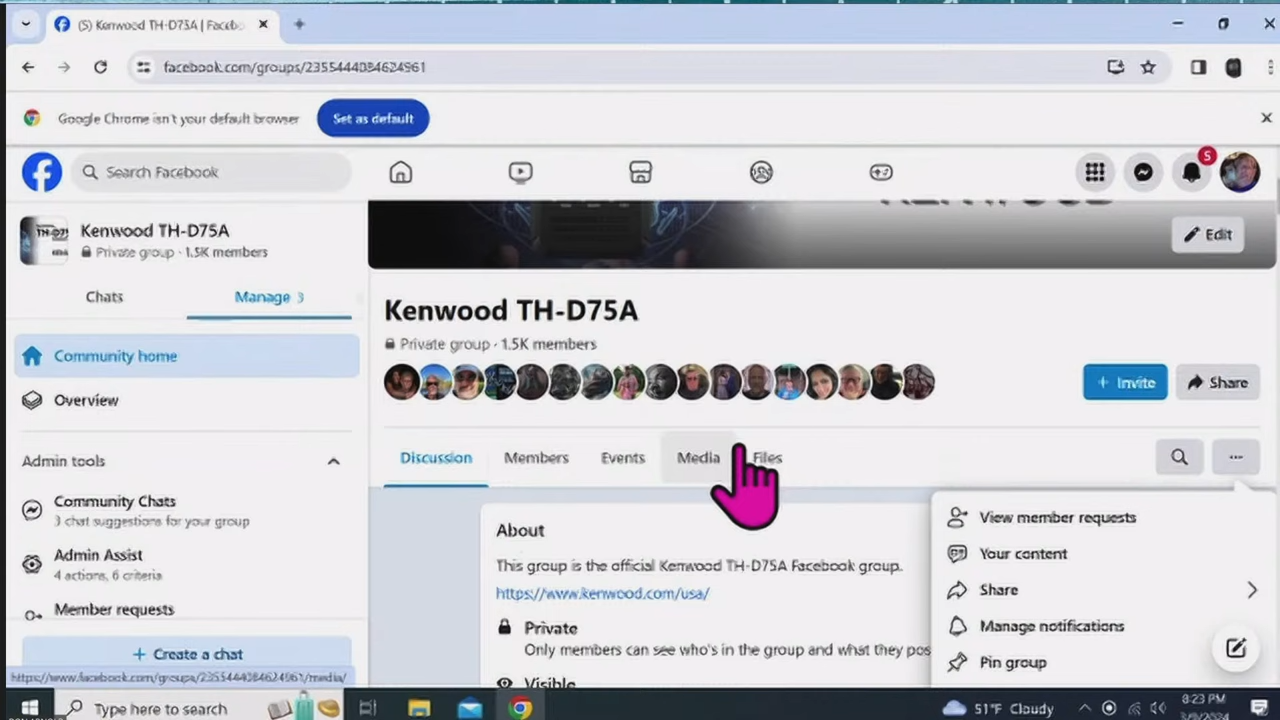 (5) Kenwood TH-D75A | Facebo
facebook.com/groups/2355444084624961
Google Chrome isn't your default browser
Set as default
Search Facebook
5
Kenwood TH-D75A
Private group · 1.5K members
Edit
Chats
Manage 3
Kenwood TH-D75A
Private group · 1.5K members
Community home
Invite
Share
Overview
Discussion
Members
Events
Media
Files
Admin tools
Community Chats
3 chat suggestions for your group
About
View member requests
Admin Assist
4 actions, 6 criteria
This group is the official Kenwood TH-D75A Facebook group.
Your content
https://www.kenwood.com/usa/
Share
Member requests
Private
Manage notifications
Only members can see who's in the group and what they pos
+ Create a chat
Pin group
https://www.facebook.com/groups/2355444084624961/media/
Visible
Type here to search
51°F Cloudy
8:23 PM